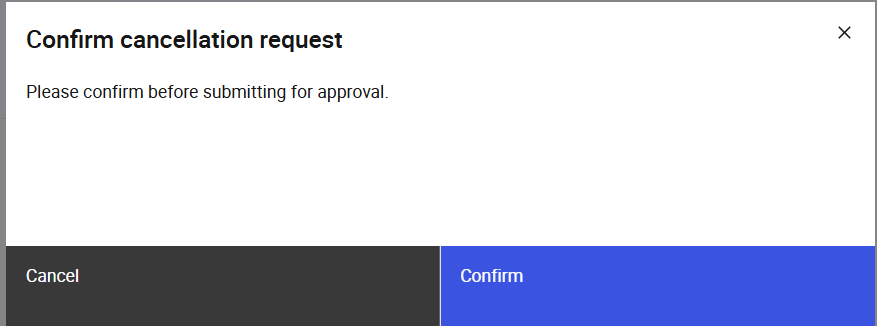 Confirm cancellation request
Please confirm before submitting for approval.
Cancel
Confirm